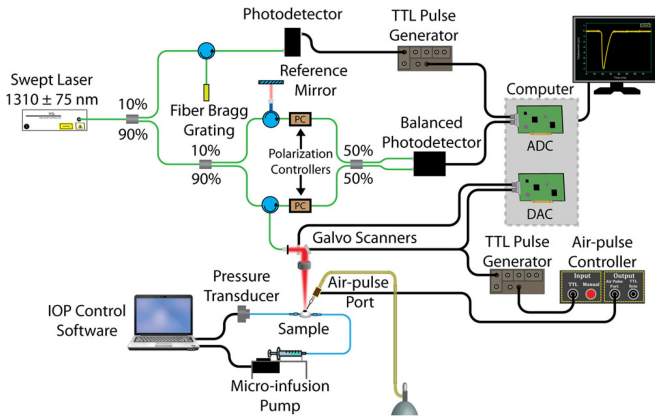 Photodetector
TTL Pulse
Generator
Swept Laser
1310 ± 75 nm
10%
90%
Fiber Bragg
Grating
Reference
Mirror
Computer
10%
90%
PC
Polarization
Controllers
PC
50%
50%
Balanced
Photodetector
ADC
DAC
Galvo Scanners
TTL Pulse
Generator
Air-pulse
Controller
Input
TTL
Manual
Output
Air Pulse
Port
TTL
Sync
Pressure
Transducer
Air-pulse
Port
IOP Control
Software
Sample
Micro-infusion
Pump